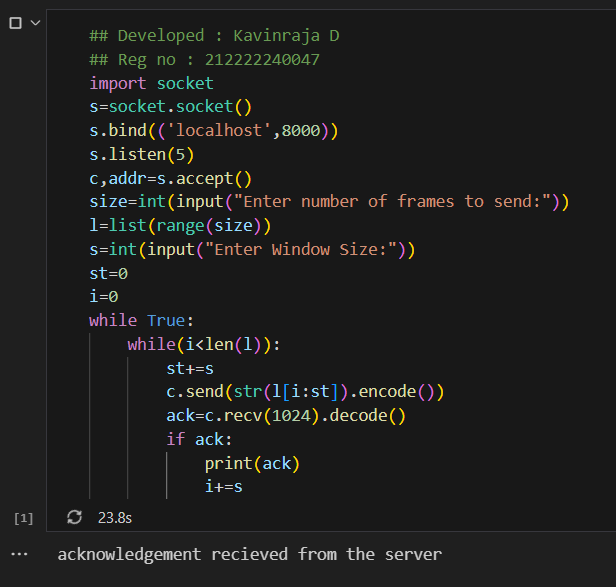 ## Developed : Kavinraja D
## Reg no : 212222240047
import socket
s=socket.socket()
s.bind(('localhost',8000))
s.listen(5)
c,addr=s.accept()
size=int(input("Enter number of frames to send:"))
l=list(range(size))
s=int(input("Enter Window Size:"))
st=0
i=0
while True:
    while(i<len(l)):
        st+=s
        c.send(str(l[i:st]).encode())
        ack=c.recv(1024).decode()
        if ack:
            print(ack)
            i+=s
[1] 23.8s
... acknowledgement recieved from the server